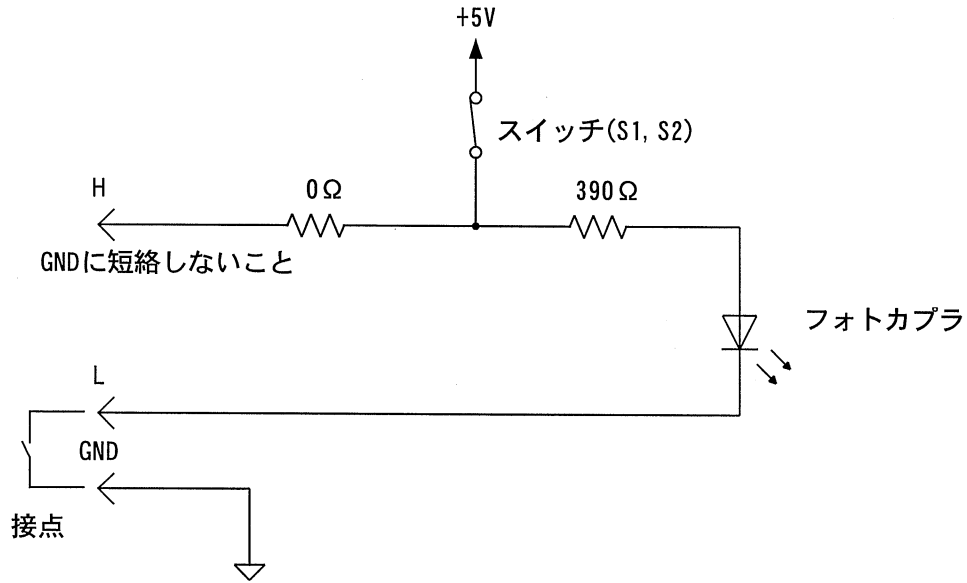 +5V
スイッチ(S1, S2)
H
0Ω
390Ω
GNDに短絡しないこと
フォトカプラ
L
GND
接点